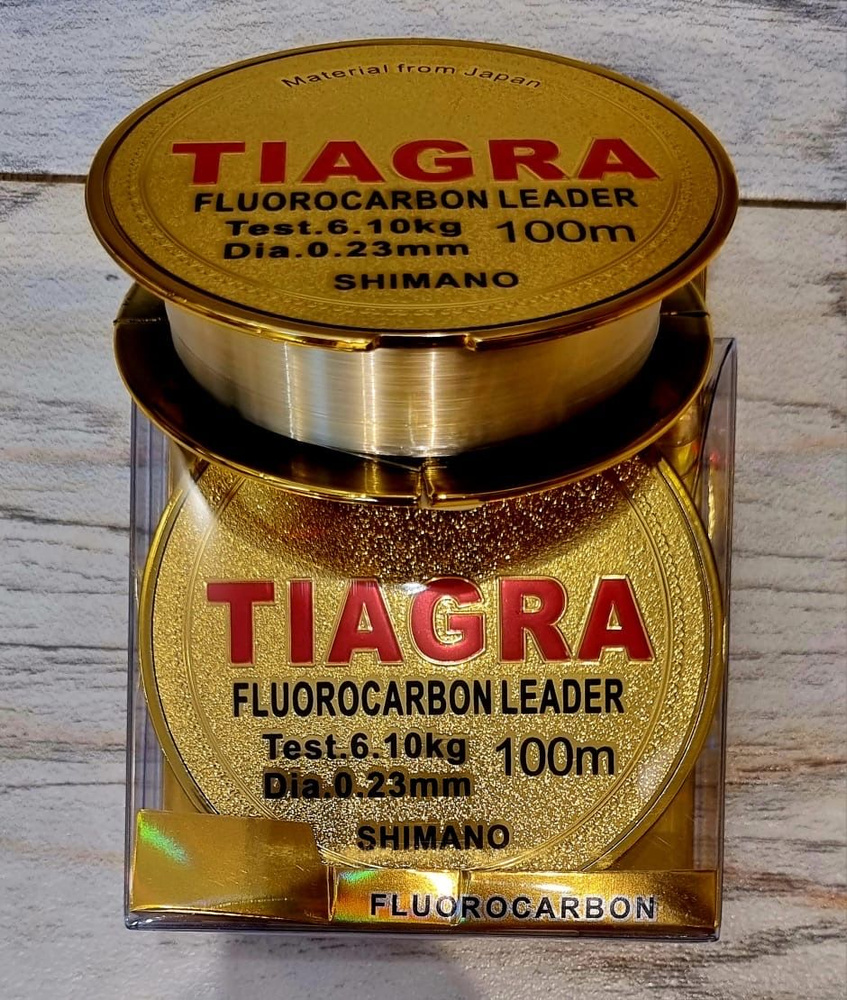 Material from Japan
TIAGRA
FLUOROCARBON LEADER
Test.6.10kg
Dia.0.23mm
100m
SHIMANO
TIAGRA
FLUOROCARBON LEADER
Test.6.10kg
Dia.0.23mm
100m
SHIMANO
FLUOROCARBON